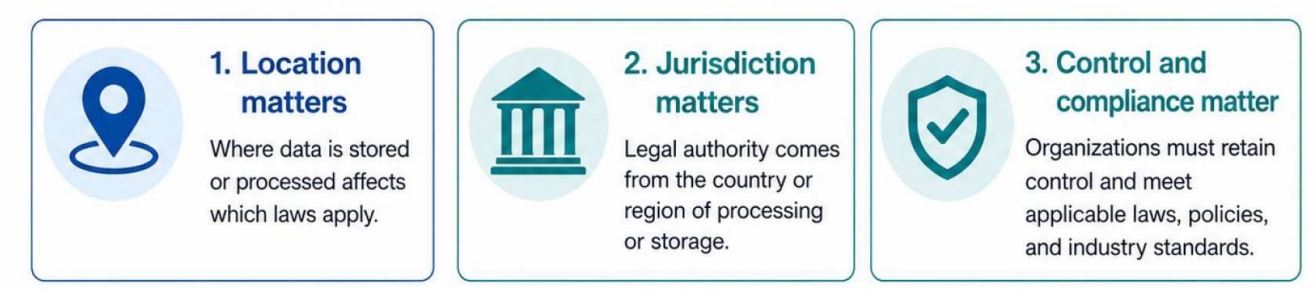 1. Location
matters
Where data is stored
or processed affects
which laws apply.
2. Jurisdiction
matters
Legal authority comes
from the country or
region of processing
or storage.
3. Control and
compliance matter
Organizations must retain
control and meet
applicable laws, policies,
and industry standards.